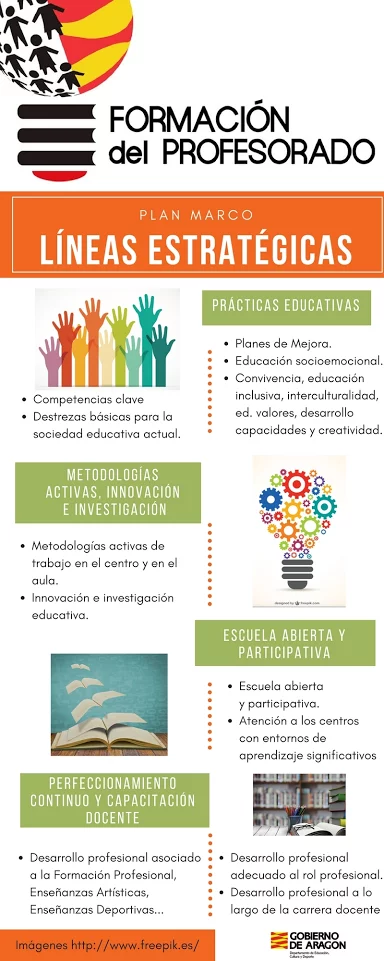 FORMACIÓN
del PROFESORADO
PLAN MARCO
LÍNEAS ESTRATÉGICAS
PRÁCTICAS EDUCATIVAS
• Competencias clave
• Destrezas básicas para la
sociedad educativa actual.
• Planes de Mejora.
• Educación socioemocional.
• Convivencia, educación
inclusiva, interculturalidad,
ed. valores, desarrollo
capacidades y creatividad.
METODOLOGÍAS
ACTIVAS, INNOVACIÓN
E INVESTIGACIÓN
• Metodologías activas de
trabajo en el centro y en el
aula.
• Innovación e investigación
educativa.
designed by freepik.com
ESCUELA ABIERTA Y
PARTICIPATIVA
• Escuela abierta
y participativa.
• Atención a los centros
con entornos de
aprendizaje significativos
PERFECCIONAMIENTO
CONTINUO Y CAPACITACIÓN
DOCENTE
• Desarrollo profesional asociado
a la Formación Profesional,
Enseñanzas Artísticas,
Enseñanzas Deportivas...
• Desarrollo profesional
adecuado al rol profesional.
• Desarrollo profesional a lo
largo de la carrera docente
Imágenes http://www.freepik.es/
GOBIERNO
DE ARAGON
Departamento de Educación,
Cultura y Deporte